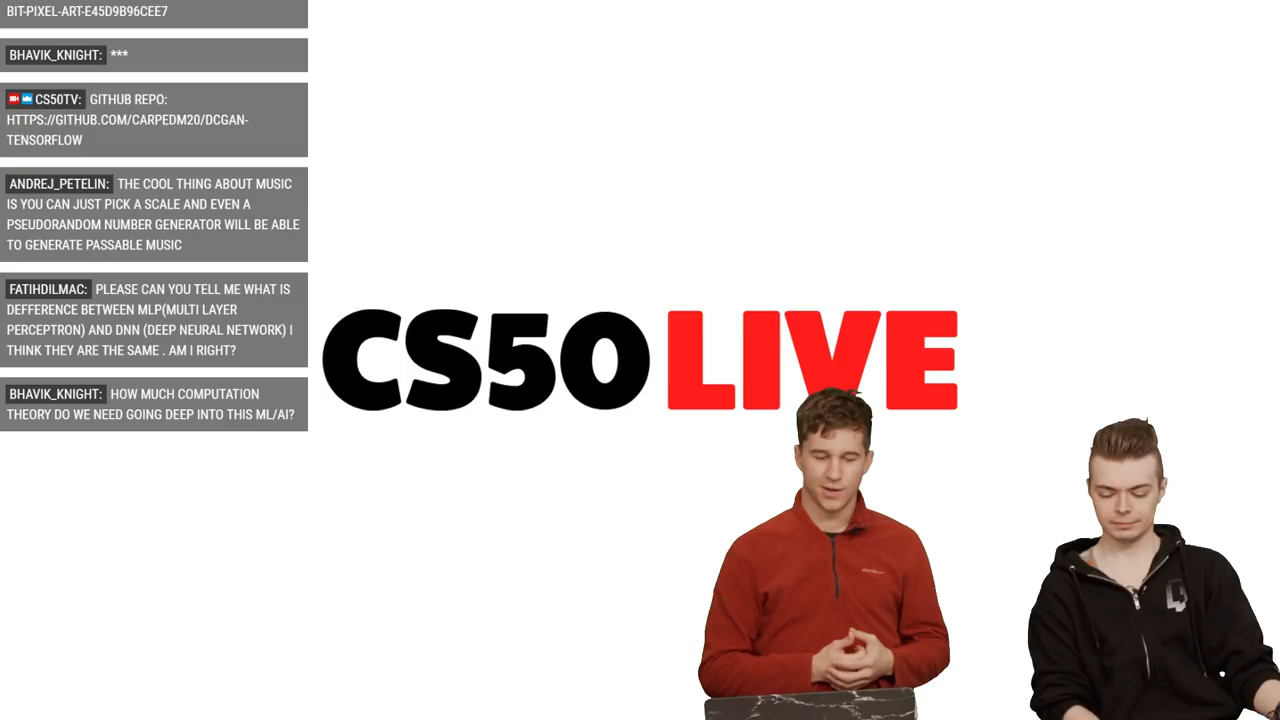 BIT-PIXEL-ART-E45D9B96CEE7
BHAVIK_KNIGHT: ***
CS50TV: GITHUB REPO:
HTTPS://GITHUB.COM/CARPEDM20/DCGAN-
TENSORFLOW
ANDREJ_PETELIN: THE COOL THING ABOUT MUSIC
IS YOU CAN JUST PICK A SCALE AND EVEN A
PSEUDORANDOM NUMBER GENERATOR WILL BE ABLE
TO GENERATE PASSABLE MUSIC
FATIHDILMAC: PLEASE CAN YOU TELL ME WHAT IS
DEFFERENCE BETWEEN MLP(MULTI LAYER
PERCEPTRON) AND DNN (DEEP NEURAL NETWORK) I
THINK THEY ARE THE SAME . AM I RIGHT?
BHAVIK_KNIGHT: HOW MUCH COMPUTATION
THEORY DO WE NEED GOING DEEP INTO THIS ML/AI?
CS50 LIVE